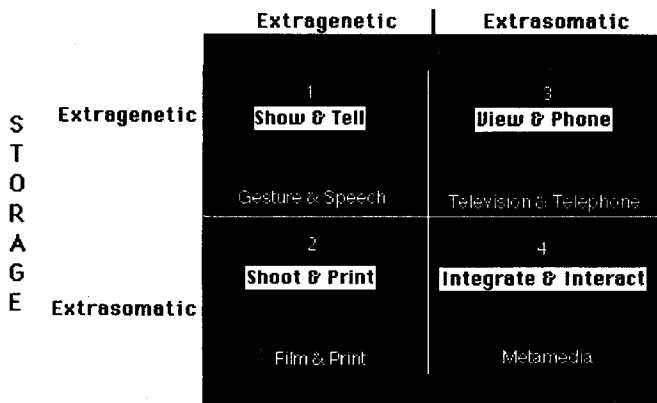 Extragenetic | Extrasomatic
1 3
Extragenetic Show & Tell View & Phone
Gesture & Speech Television & Telephone
2 4
Shoot & Print Integrate & Interact
Extrasomatic
Film & Print Metamedia
STORAGE